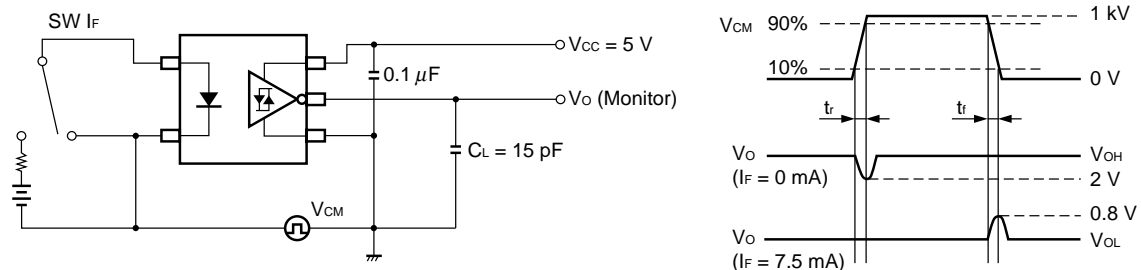 SW IF
VCC = 5 V
0.1 μF
VO (Monitor)
CL = 15 pF
VCM
1 kV
VCM 90%
10%
0 V
tr
tf
VO
(IF = 0 mA)
VOH
2 V
0.8 V
VO
(IF = 7.5 mA)
VOL